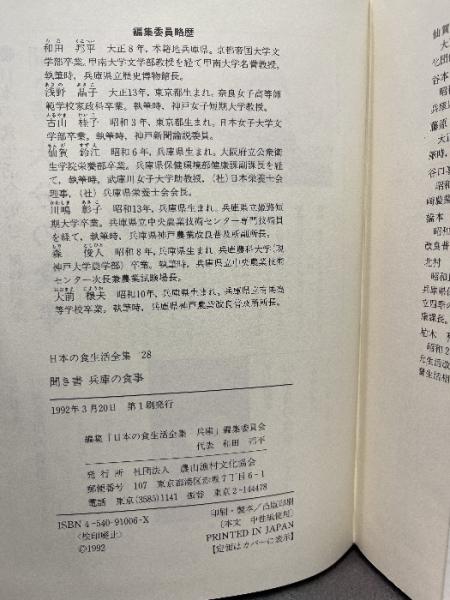 編集委員略歴
和田 邦平 大正8年、本籍地兵庫県。京都帝国大学文
学部卒業。甲南大学文学部教授を経て甲南大学名誉教授。
執筆時、兵庫県立歴史博物館長。
浅野 晶子 大正13年、東京都生まれ。奈良女子高等師
範学校家政科卒業。執筆時、神戸女子短期大学教授。
古山 桂子 昭和3年、東京都生まれ。日本女子大学文
学部卒業。執筆時、神戸新聞論説委員。
仙賀 鈴江 昭和6年、兵庫県生まれ。大阪府立公衆衛
生学院栄養部卒業。兵庫県保健環境部健康課副課長を経
て、執筆時、武庫川女子大学助教授、(社)日本栄養士会
理事、(社)兵庫県栄養士会会長。
川嶋 彰子 昭和13年、兵庫県生まれ。兵庫県立姫路短
期大学卒業。兵庫県立中央農業技術センター専門技術員
を経て、執筆時、兵庫県神戸農業改良普及所副所長。
森 俊人 昭和8年、兵庫県生まれ。兵庫農科大学(現
神戸大学農学部)卒業。執筆時、兵庫県立中央農業技術
センター次長兼農業試験場長。
大前 穣夫 昭和10年、兵庫県生まれ。兵庫県立有馬高
等学校卒業。執筆時、兵庫県神戸農業改良普及所所長。
日本の食生活全集 28
聞き書 兵庫の食事
1992年3月20日 第1刷発行
編集「日本の食生活全集 兵庫」編集委員会
代表 和田 邦平
発行所 社団法人 農山漁村文化協会
郵便番号 107 東京都港区赤坂7丁目6-1
電話 東京(3585)1141 振替 東京2-144478
ISBN4-540-91006-X
〈検印廃止〉
©1992
印刷・製本/凸版印刷
(本文 中性紙使用)
PRINTED IN JAPAN
【定価はカバーに表示】